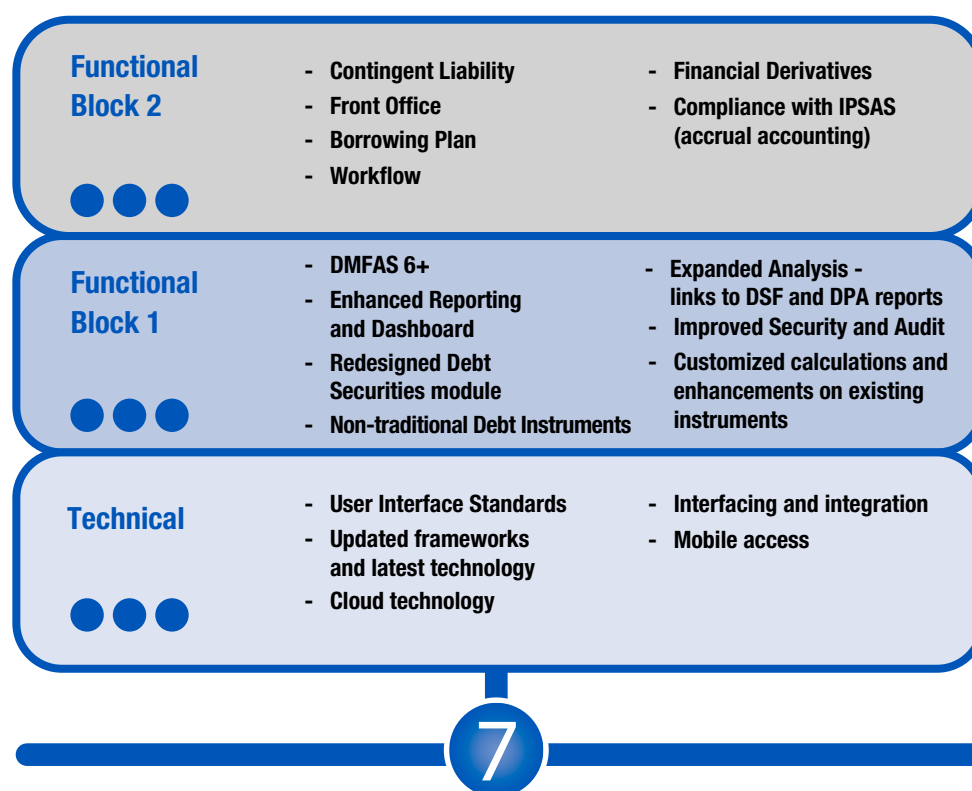 Functional
Block 2
- Contingent Liability
- Front Office
- Borrowing Plan
- Workflow
- Financial Derivatives
- Compliance with IPSAS
(accrual accounting)
Functional
Block 1
- DMFAS 6+
- Enhanced Reporting
and Dashboard
- Redesigned Debt
Securities module
- Non-traditional Debt Instruments
- Expanded Analysis -
links to DSF and DPA reports
- Improved Security and Audit
- Customized calculations and
enhancements on existing
instruments
Technical
- User Interface Standards
- Updated frameworks
and latest technology
- Cloud technology
- Interfacing and integration
- Mobile access
7